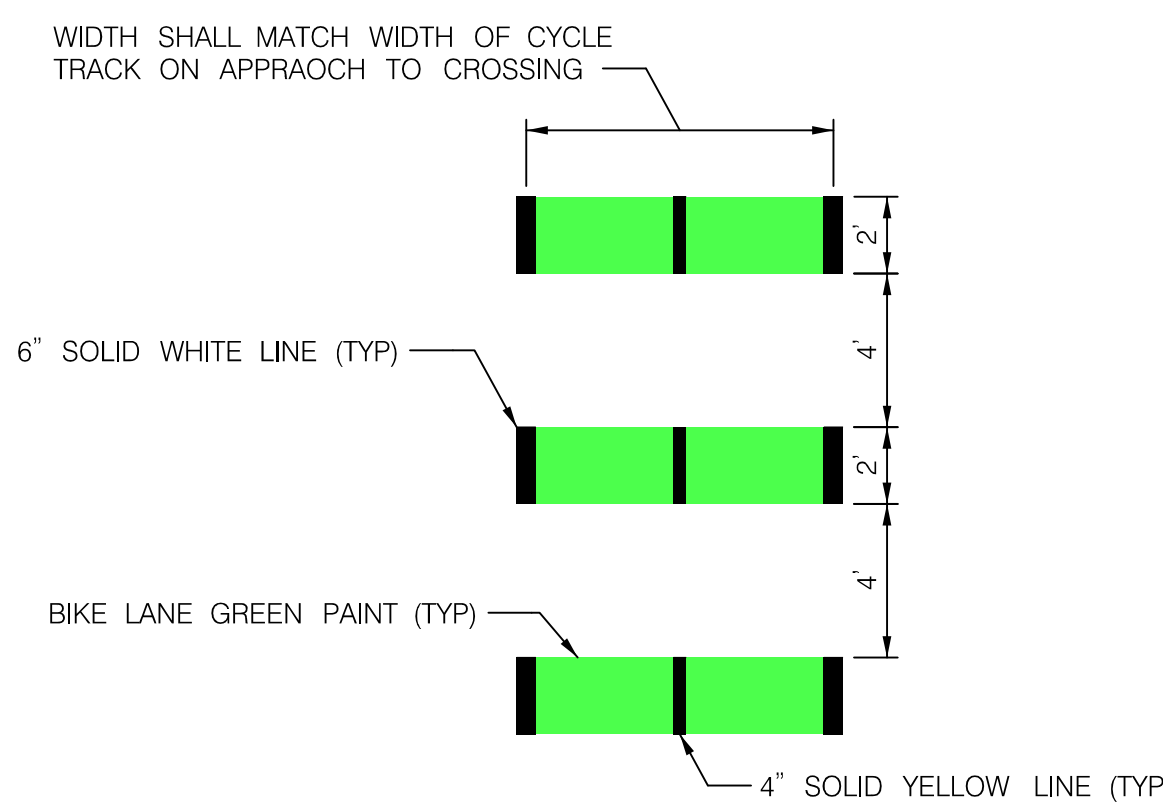 WIDTH SHALL MATCH WIDTH OF CYCLE
TRACK ON APPRAOCH TO CROSSING
2'
4'
6" SOLID WHITE LINE (TYP)
2'
4'
BIKE LANE GREEN PAINT (TYP)
4" SOLID YELLOW LINE (TYP